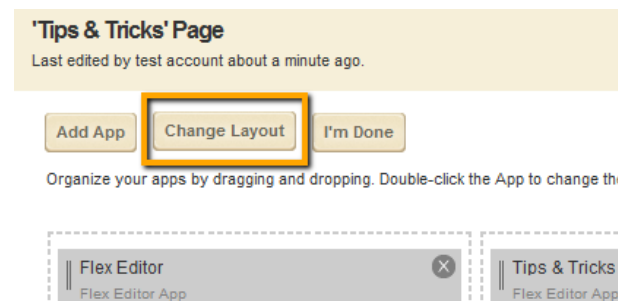 'Tips & Tricks' Page
Last edited by test account about a minute ago.
Add App Change Layout I'm Done
Organize your apps by dragging and dropping. Double-click the App to change the
Flex Editor Tips & Tricks
Flex Editor App Flex Editor App